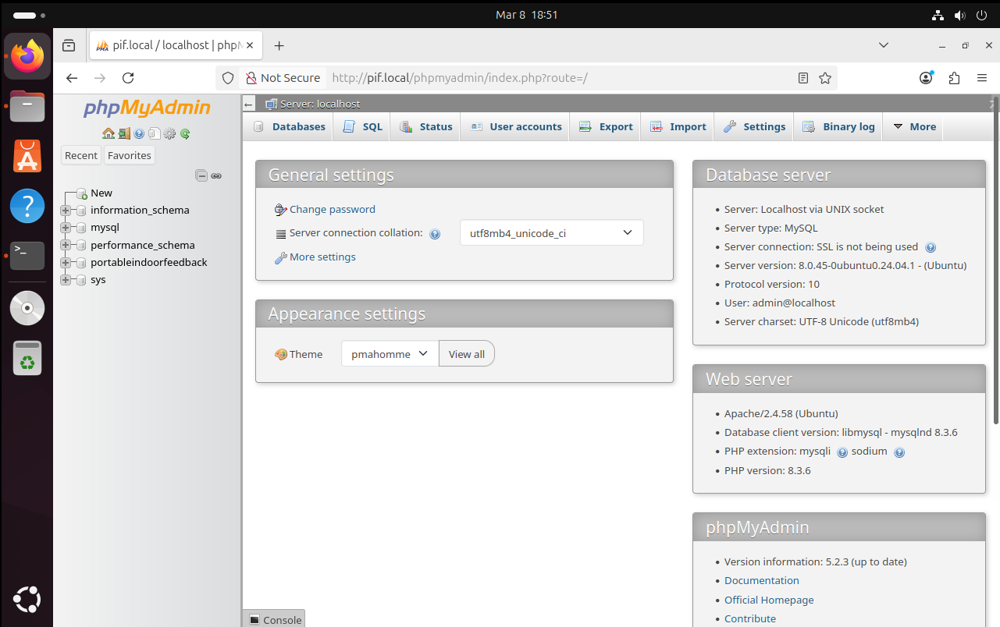 Mar 8 18:51
pif.local / localhost | phpM
Not Secure
http://pif.local/phpmyadmin/index.php?route=/
phpMyAdmin
Recent
Favorites
New
information_schema
mysql
performance_schema
portableindoorfeedback
sys
Server: localhost
Databases
SQL
Status
User accounts
Export
Import
Settings
Binary log
More
General settings
Change password
Server connection collation:
utf8mb4_unicode_ci
More settings
Appearance settings
Theme
pmahomme
View all
Database server
Server: Localhost via UNIX socket
Server type: MySQL
Server connection: SSL is not being used
Server version: 8.0.45-0ubuntu0.24.04.1 - (Ubuntu)
Protocol version: 10
User: admin@localhost
Server charset: UTF-8 Unicode (utf8mb4)
Web server
Apache/2.4.58 (Ubuntu)
Database client version: libmysql - mysqlnd 8.3.6
PHP extension: mysqli sodium
PHP version: 8.3.6
phpMyAdmin
Version information: 5.2.3 (up to date)
Documentation
Official Homepage
Contribute
Console